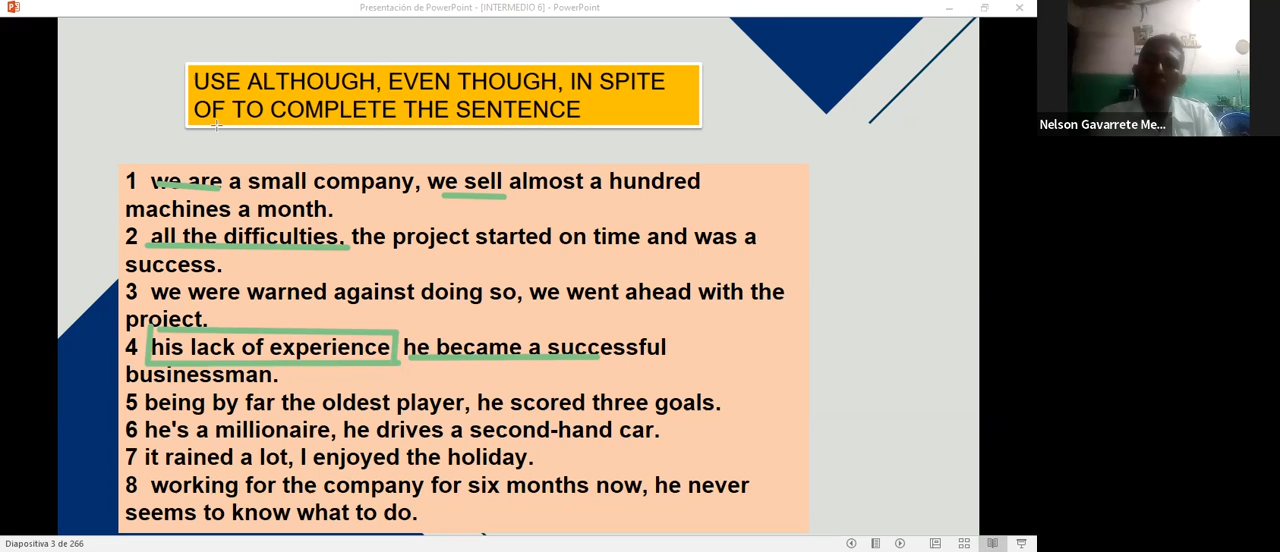 Presentación de PowerPoint - [INTERMEDIO 6] - PowerPoint
USE ALTHOUGH, EVEN THOUGH, IN SPITE
OF TO COMPLETE THE SENTENCE
1 we are a small company, we sell almost a hundred
machines a month.
2 all the difficulties. the project started on time and was a
success.
3 we were warned against doing so, we went ahead with the
project.
4 his lack of experience he became a successful
businessman.
5 being by far the oldest player, he scored three goals.
6 he's a millionaire, he drives a second-hand car.
7 it rained a lot, I enjoyed the holiday.
8 working for the company for six months now, he never
seems to know what to do.
Nelson Gavarrete Me...
Diapositiva 3 de 266